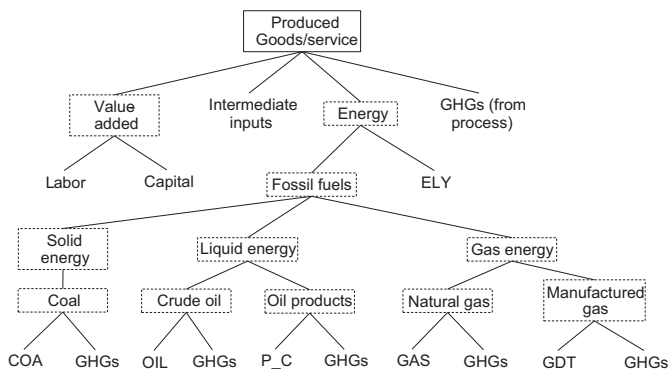 Produced
Goods/service
Value
added
Intermediate
inputs
Energy
GHGs (from
process)
Labor
Capital
Fossil fuels
ELY
Solid
energy
Liquid energy
Gas energy
Coal
Crude oil
Oil products
Natural gas
Manufactured
gas
COA
GHGs
OIL
GHGs
P_C
GHGs
GAS
GHGs
GDT
GHGs